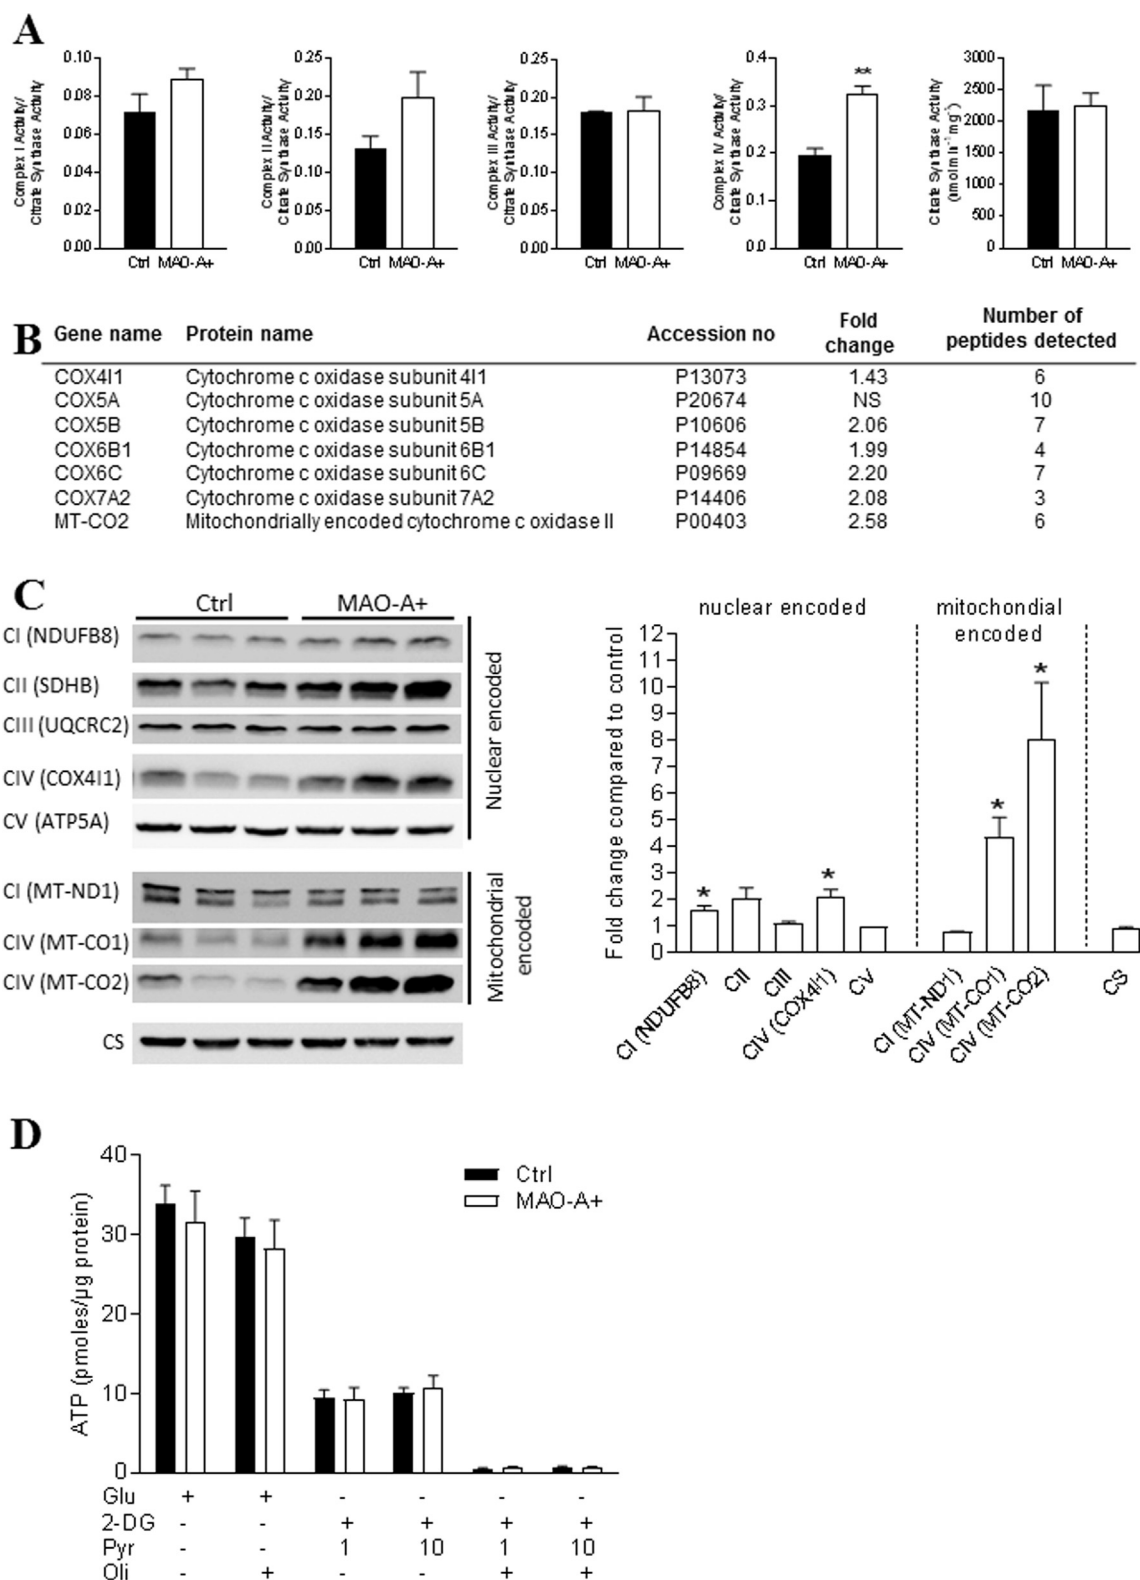 A
Complex I Activity/
Citrate Synthase Activity
0.10
0.08
0.06
0.04
0.02
0.00
Ctrl MAO-A+
Complex II Activity/
Citrate Synthase Activity
0.25
0.20
0.15
0.10
0.05
0.00
Ctrl MAO-A+
Complex III Activity/
Citrate Synthase Activity
0.25
0.20
0.15
0.10
0.05
0.00
Ctrl MAO-A+
Complex IV Activity/
Citrate Synthase Activity
0.4
0.3
0.2
0.1
0.0
**
Ctrl MAO-A+
Citrate Synthase Activity
3000
2500
2000
1500
1000
500
0
Ctrl MAO-A+
B
Gene name Protein name Accession no Fold change Number of peptides detected
COX4I1 Cytochrome c oxidase subunit 4I1 P13073 1.43 6
COX5A Cytochrome c oxidase subunit 5A P20674 NS 10
COX5B Cytochrome c oxidase subunit 5B P10606 2.06 7
COX6B1 Cytochrome c oxidase subunit 6B1 P14854 1.99 4
COX6C Cytochrome c oxidase subunit 6C P09669 2.20 7
COX7A2 Cytochrome c oxidase subunit 7A2 P14406 2.08 3
MT-CO2 Mitochondrially encoded cytochrome c oxidase II P00403 2.58 6
C
Ctrl MAO-A+
CI (NDUFB8)
CII (SDHB)
CIII (UQCRC2)
CIV (COX4I1)
CV (ATP5A)
Nuclear encoded
CI (MT-ND1)
CIV (MT-CO1)
CIV (MT-CO2)
Mitochondrial
encoded
CS
nuclear encoded
mitochondial
encoded
Fold change compared to control
12
11
10
9
8
7
6
5
4
3
2
1
0
*
*
*
*
CI (NDUFB8)
CII
CIII
CIV (COX4I1)
CV
CI (MT-ND1)
CIV (MT-CO1)
CIV (MT-CO2)
CS
D
ATP (pmoles/µg protein)
40
30
20
10
0
Ctrl
MAO-A+
Glu + + - - - -
2-DG - - + + + +
Pyr - - 1 10 1 10
Oli - + - - + +